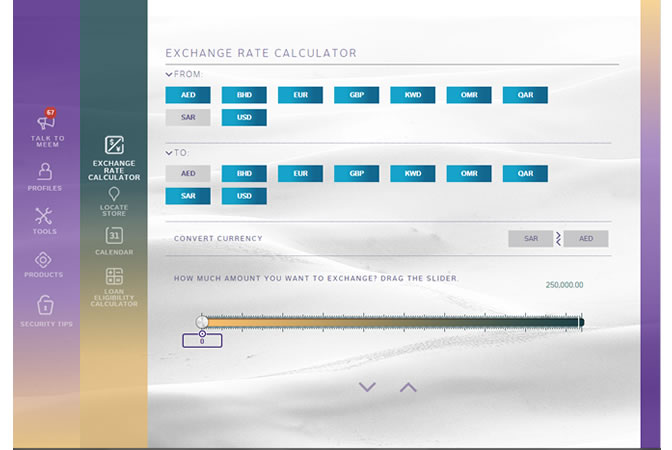 67
TALK TO
MEEM
PROFILES
TOOLS
PRODUCTS
SECURITY TIPS
$
¥
EXCHANGE
RATE
CALCULATOR
LOCATE
STORE
31
CALENDAR
LOAN
ELIGIBILITY
CALCULATOR
EXCHANGE RATE CALCULATOR
FROM:
AED BHD EUR GBP KWD OMR QAR
SAR USD
TO:
AED BHD EUR GBP KWD OMR QAR
SAR USD
CONVERT CURRENCY SAR AED
HOW MUCH AMOUNT YOU WANT TO EXCHANGE? DRAG THE SLIDER.
250,000.00
0